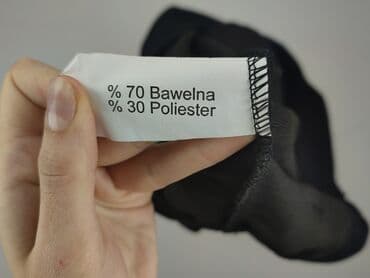 % 70 Bawelna
% 30 Poliester